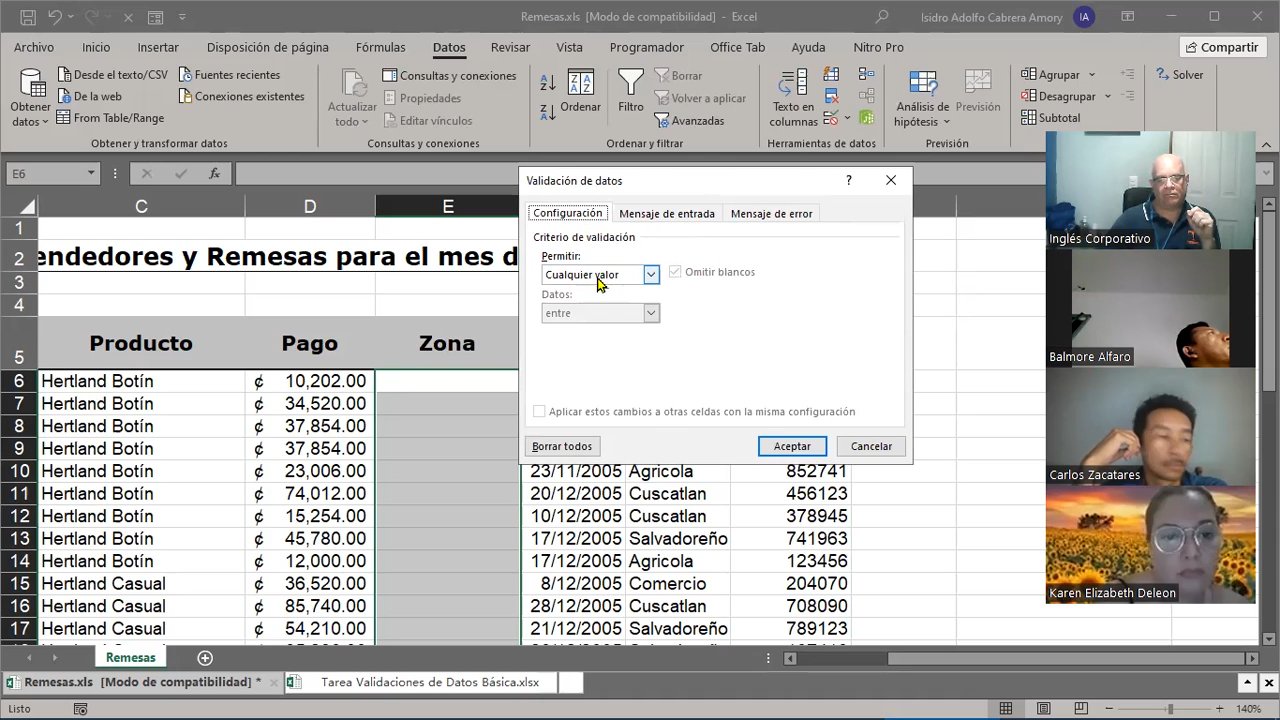 Remesas.xls [Modo de compatibilidad] - Excel
Isidro Adolfo Cabrera Amory
IA
Archivo
Inicio
Insertar
Disposición de página
Fórmulas
Datos
Revisar
Vista
Programador
Office Tab
Ayuda
Nitro Pro
Compartir
Obtener datos
Desde el texto/CSV
De la web
From Table/Range
Fuentes recientes
Conexiones existentes
Obtener y transformar datos
Actualizar todo
Consultas y conexiones
Propiedades
Editar vínculos
Consultas y conexiones
Ordenar
Filtro
Borrar
Volver a aplicar
Avanzadas
Ordenar y filtrar
Texto en columnas
Herramientas de datos
Análisis de hipótesis
Previsión
Previsión
Agrupar
Desagrupar
Subtotal
Solver
E6
fx
Validación de datos
?
Configuración
Mensaje de entrada
Mensaje de error
Criterio de validación
Permitir:
Cualquier valor
Omitir blancos
Datos:
entre
Aplicar estos cambios a otras celdas con la misma configuración
Borrar todos
Aceptar
Cancelar
C D E
1
2 endedores y Remesas para el mes d
3
4
5 Producto Pago Zona
6 Hertland Botín ¢ 10,202.00
7 Hertland Botín ¢ 34,520.00
8 Hertland Botín ¢ 37,854.00
9 Hertland Botín ¢ 37,854.00
10 Hertland Botín ¢ 23,006.00 23/11/2005 Agricola 852741
11 Hertland Botín ¢ 74,012.00 20/12/2005 Cuscatlan 456123
12 Hertland Botín ¢ 15,254.00 10/12/2005 Cuscatlan 378945
13 Hertland Botín ¢ 45,780.00 17/12/2005 Salvadoreño 741963
14 Hertland Botín ¢ 12,000.00 17/12/2005 Agricola 123456
15 Hertland Casual ¢ 36,520.00 8/12/2005 Comercio 204070
16 Hertland Casual ¢ 85,740.00 28/12/2005 Cuscatlan 708090
17 Hertland Casual ¢ 54,210.00 21/12/2005 Salvadoreño 789123
Inglés Corporativo
Balmore Alfaro
Carlos Zacatares
Karen Elizabeth Deleon
Remesas
Remesas.xls [Modo de compatibilidad] *
Tarea Validaciones de Datos Básica.xlsx
Listo
140%